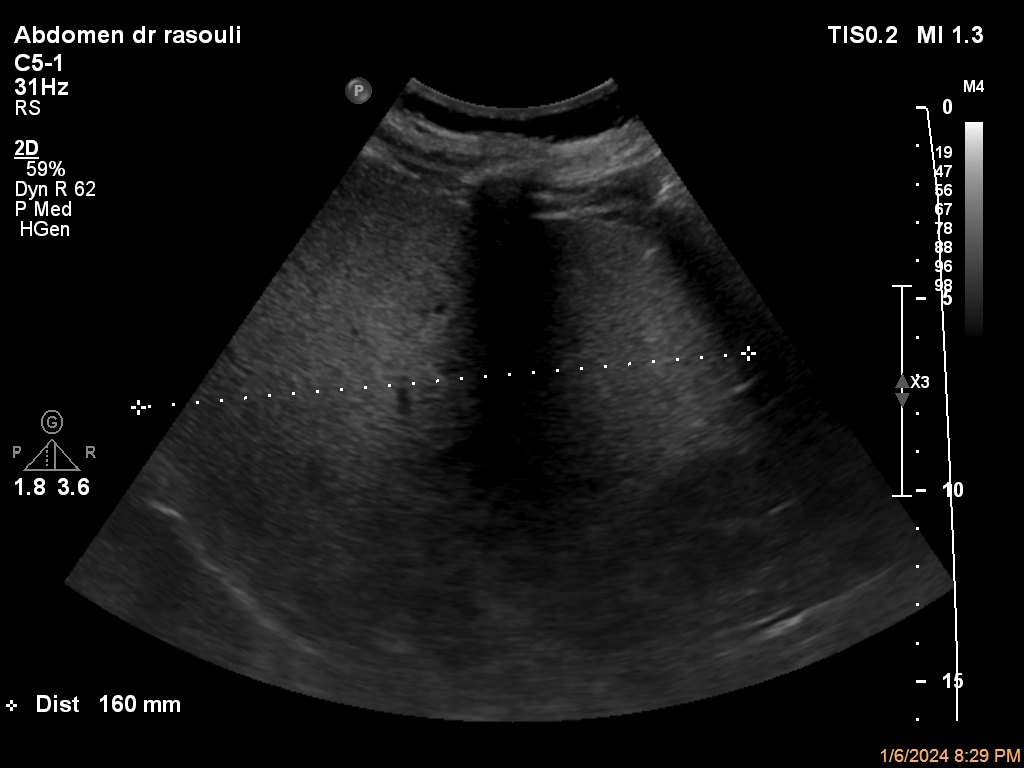 Abdomen dr rasouli
TIS0.2 MI 1.3
C5-1
31Hz
RS
2D
59%
Dyn R 62
P Med
HGen
P
M4
0
19
47
56
67
78
88
96
98
5
X3
G
P R
1.8 3.6
10
15
Dist 160 mm
1/6/2024 8:29 PM